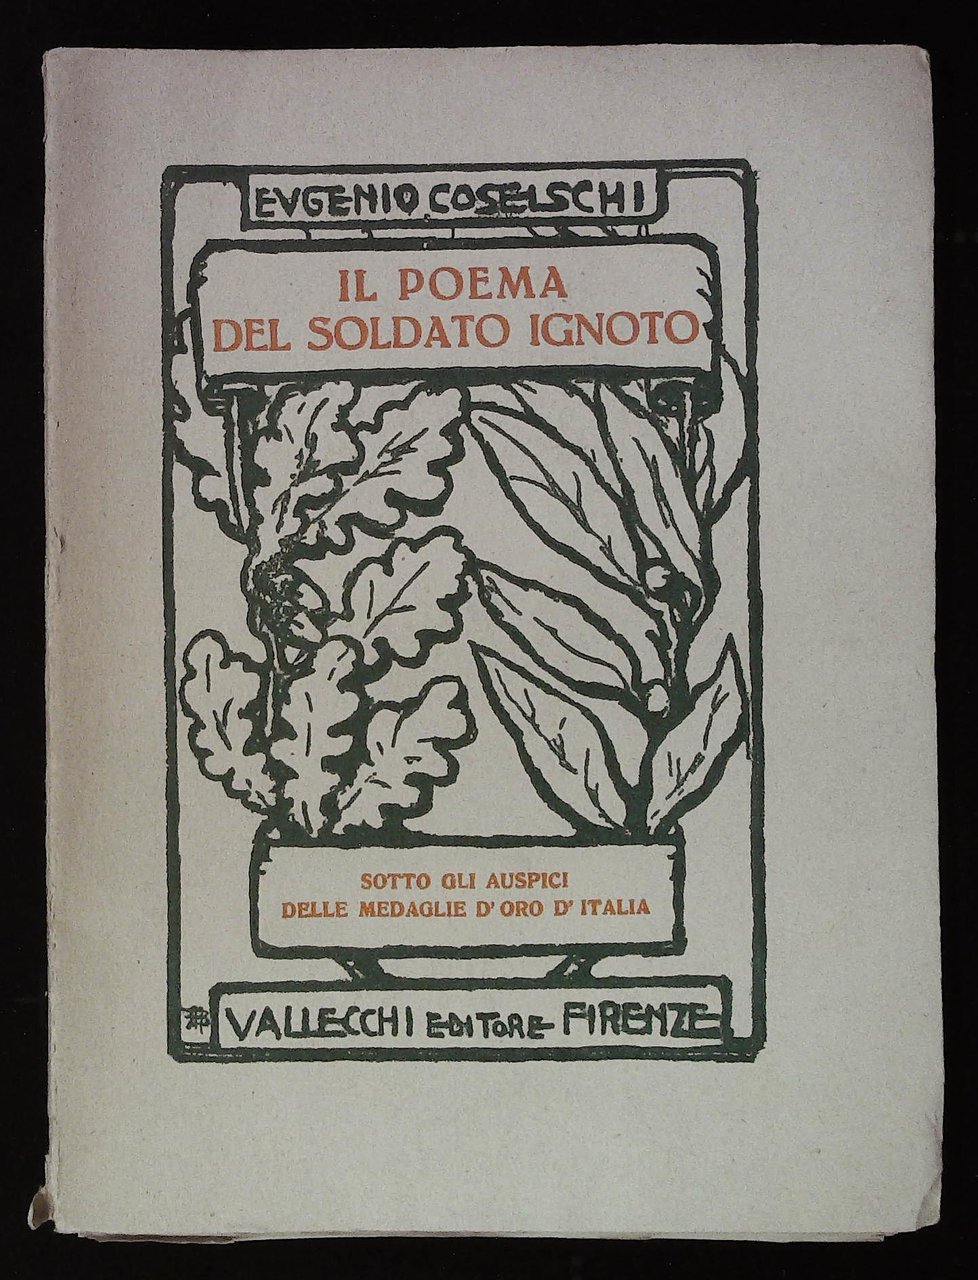 EVGENIO COSELSCHI
IL POEMA
DEL SOLDATO IGNOTO
SOTTO GLI AUSPICI
DELLE MEDAGLIE D'ORO D'ITALIA
VALLECCHI EDITORE FIRENZE